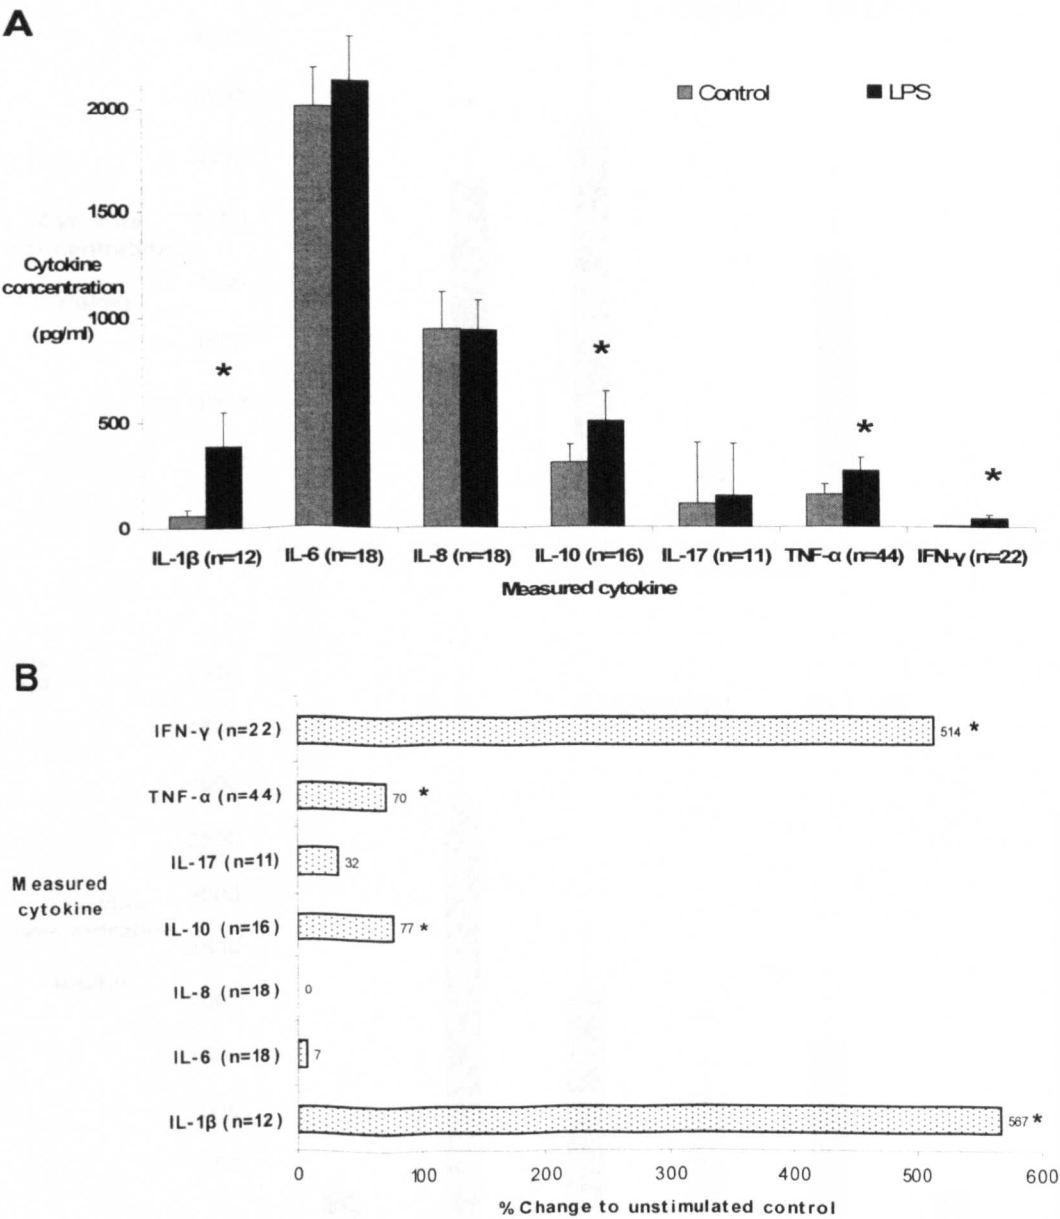 A
Control LPS
2000
1500
Cytokine
concentration
(pg/ml)
1000
*
*
500
*
*
0
IL-1β (n=12) IL-6 (n=18) IL-8 (n=18) IL-10 (n=16) IL-17 (n=11) TNF-α (n=44) IFN-γ (n=22)
Measured cytokine
B
IFN-γ (n=22) 514 *
TNF-α (n=44) 70 *
IL-17 (n=11) 32
Measured
cytokine
IL-10 (n=16) 77 *
IL-8 (n=18) 0
IL-6 (n=18) 7
IL-1β (n=12) 567 *
0 100 200 300 400 500 600
% Change to unstimulated control